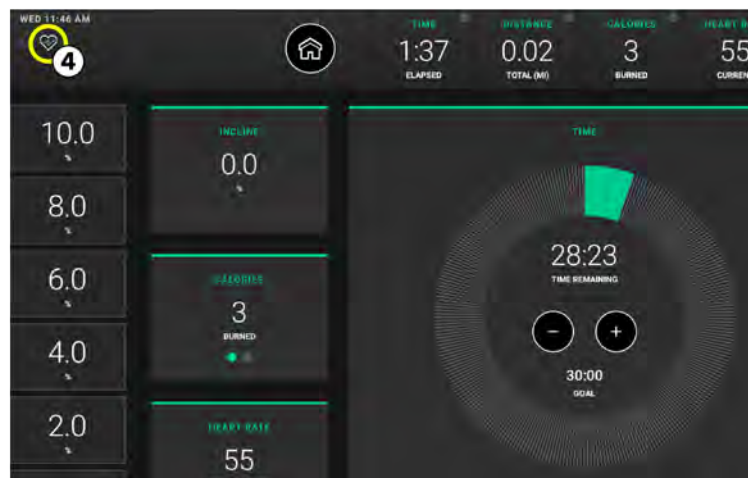 WED 11:46 AM
4
TIME
1:37
ELAPSED
DISTANCE
0.02
TOTAL (MI)
CALORIES
3
BURNED
HEART
55
CURREN
10.0
%
8.0
%
6.0
%
4.0
%
2.0
%
INCLINE
0.0
%
CALORIES
3
BURNED
HEART RATE
55
TIME
28:23
TIME REMAINING
−
+
30:00
GOAL